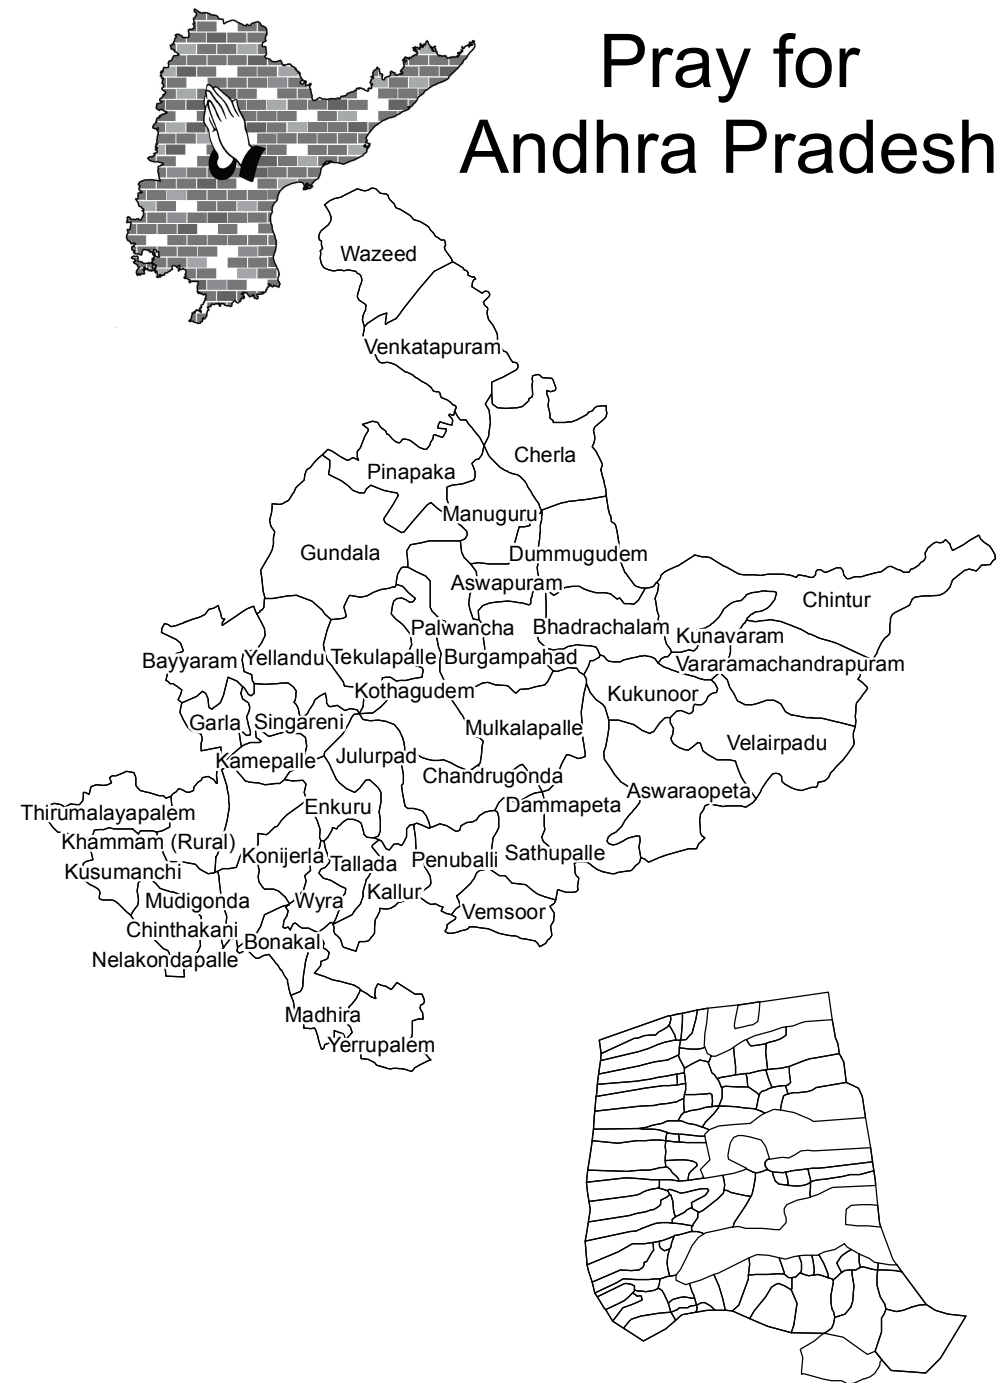 Pray for
Andhra Pradesh
Wazeed
Venkatapuram
Cherla
Pinapaka
Manuguru
Gundala
Dummugudem
Aswapuram
Chintur
Palwancha
Bhadrachalam
Kunavaram
Bayyaram
Yellandu
Tekulapalle
Burgampahad
Vararamachandrapuram
Kothagudem
Kukunoor
Garla
Singareni
Mulkalapalle
Velairpadu
Kamepalle
Julurpad
Chandrugonda
Aswaraopeta
Thirumalayapalem
Enkuru
Dammapeta
Khammam (Rural)
Konijerla
Tallada
Penuballi
Sathupalle
Kusumanchi
Kallur
Mudigonda
Wyra
Vemsoor
Chinthakani
Bonakal
Nelakondapalle
Madhira
Yerrupalem